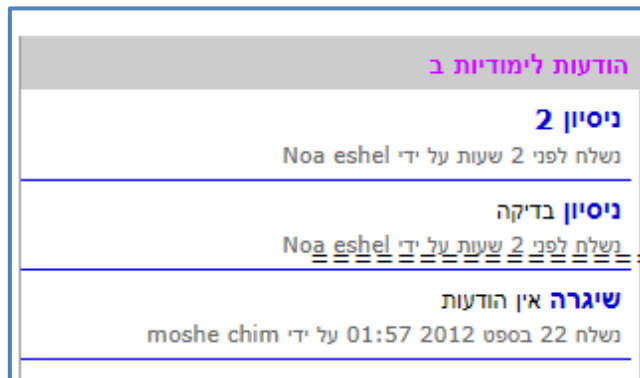 הודעות לימודיות ב
ניסיון 2
נשלח לפני 2 שעות על ידי Noa eshel
ניסיון בדיקה
נשלח לפני 2 שעות על ידי Noa eshel
===================
שיגרה אין הודעות
נשלח 22 בספט 2012 01:57 על ידי moshe chim